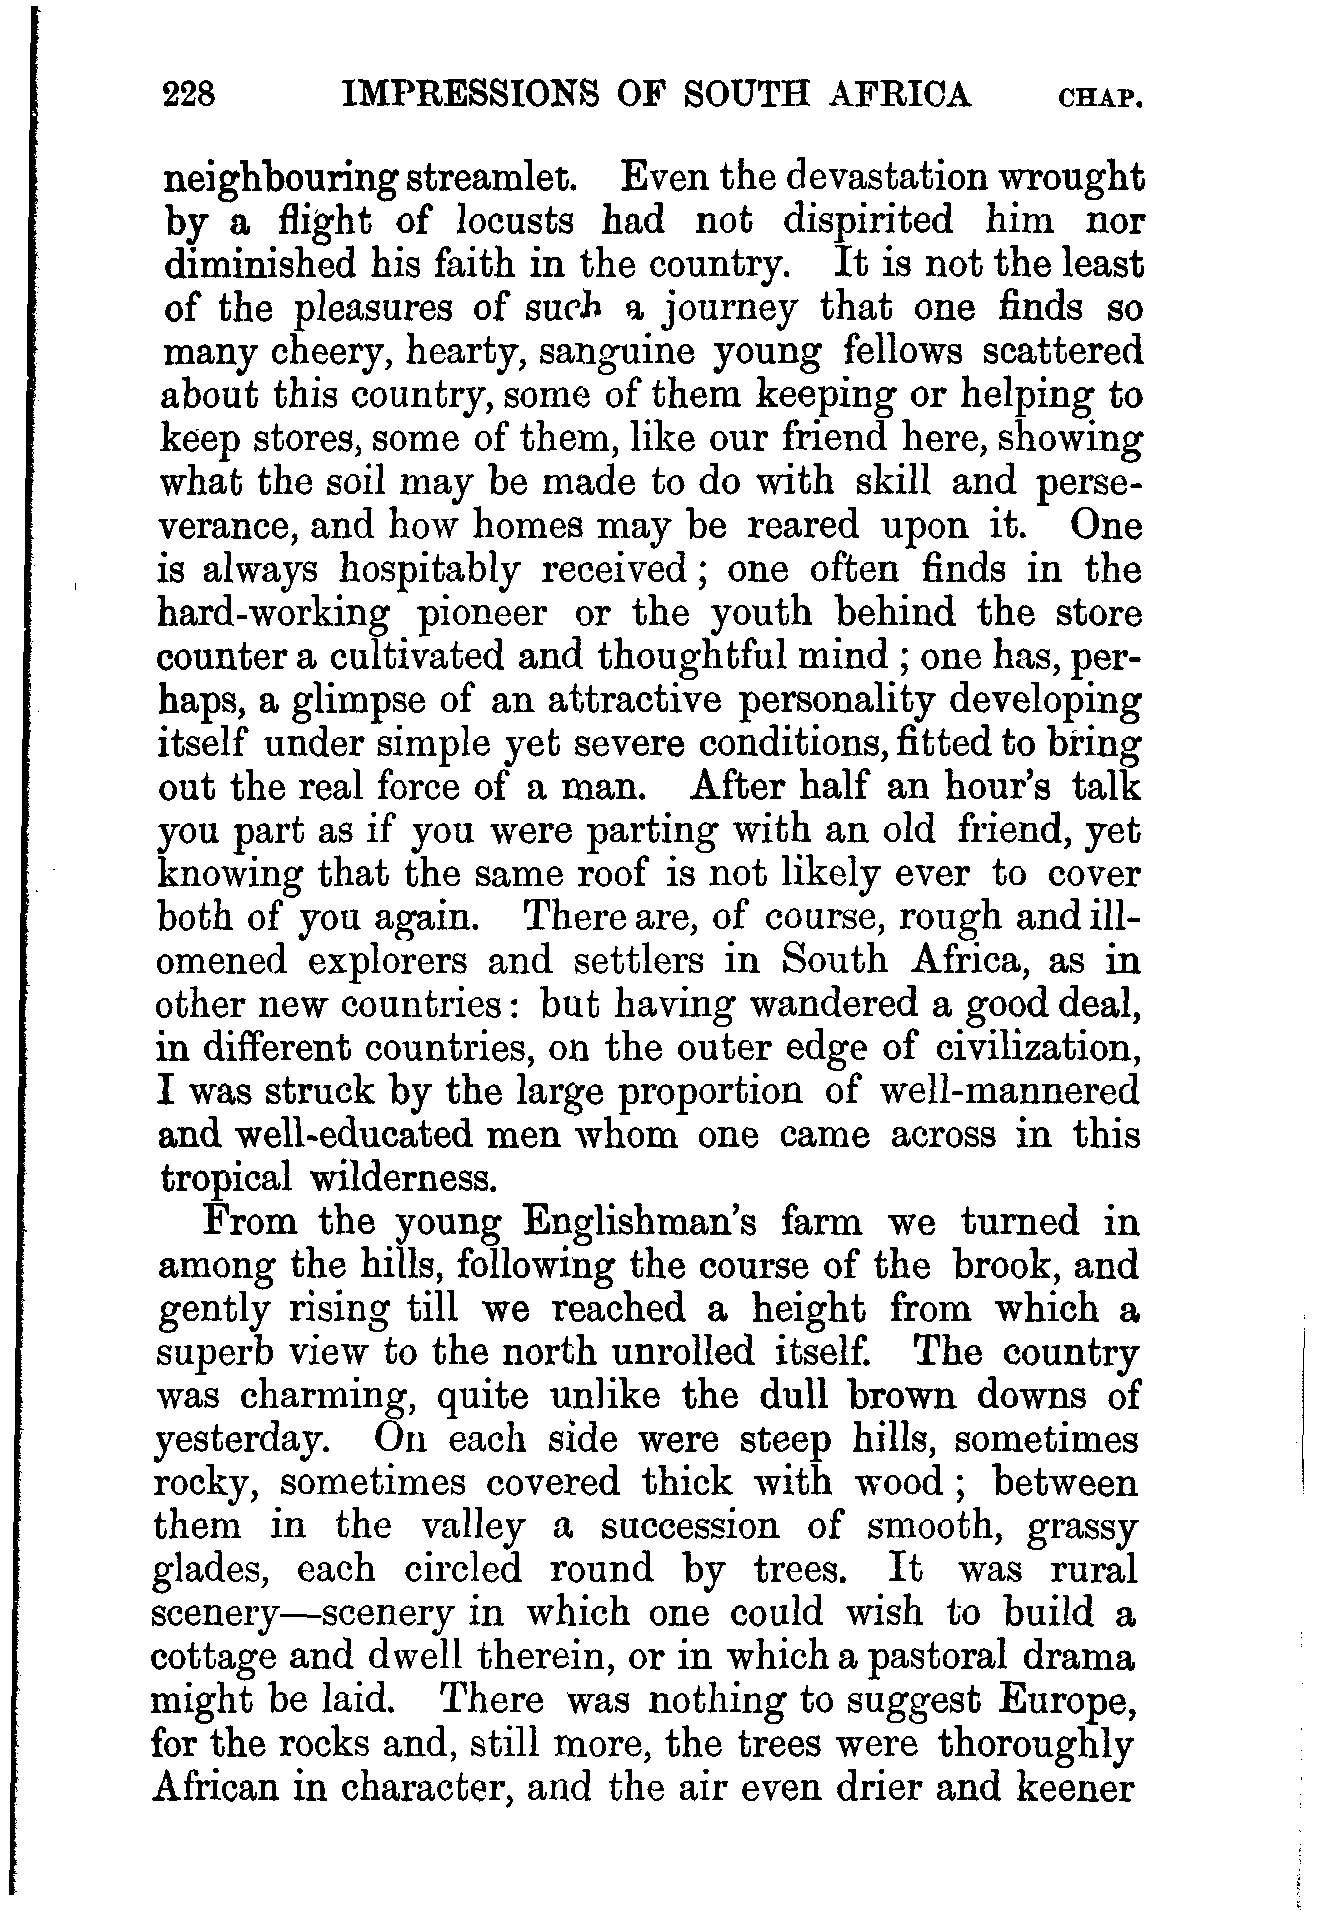 228 IMPRESSIONS OF SOUTH AFRICA CHAP.
neighbouring streamlet. Even the devastation wrought
by a flight of locusts had not dispirited him nor
diminished his faith in the country. It is not the least
of the pleasures of such a journey that one finds so
many cheery, hearty, sanguine young fellows scattered
about this country, some of them keeping or helping to
keep stores, some of them, like our friend here, showing
what the soil may be made to do with skill and perse-
verance, and how homes may be reared upon it. One
is always hospitably received ; one often finds in the
hard-working pioneer or the youth behind the store
counter a cultivated and thoughtful mind ; one has, per-
haps, a glimpse of an attractive personality developing
itself under simple yet severe conditions, fitted to bring
out the real force of a man. After half an hour's talk
you part as if you were parting with an old friend, yet
knowing that the same roof is not likely ever to cover
both of you again. There are, of course, rough and ill-
omened explorers and settlers in South Africa, as in
other new countries : but having wandered a good deal,
in different countries, on the outer edge of civilization,
I was struck by the large proportion of well-mannered
and well-educated men whom one came across in this
tropical wilderness.
From the young Englishman's farm we turned in
among the hills, following the course of the brook, and
gently rising till we reached a height from which a
superb view to the north unrolled itself. The country
was charming, quite unlike the dull brown downs of
yesterday. On each side were steep hills, sometimes
rocky, sometimes covered thick with wood ; between
them in the valley a succession of smooth, grassy
glades, each circled round by trees. It was rural
scenery—scenery in which one could wish to build a
cottage and dwell therein, or in which a pastoral drama
might be laid. There was nothing to suggest Europe,
for the rocks and, still more, the trees were thoroughly
African in character, and the air even drier and keener